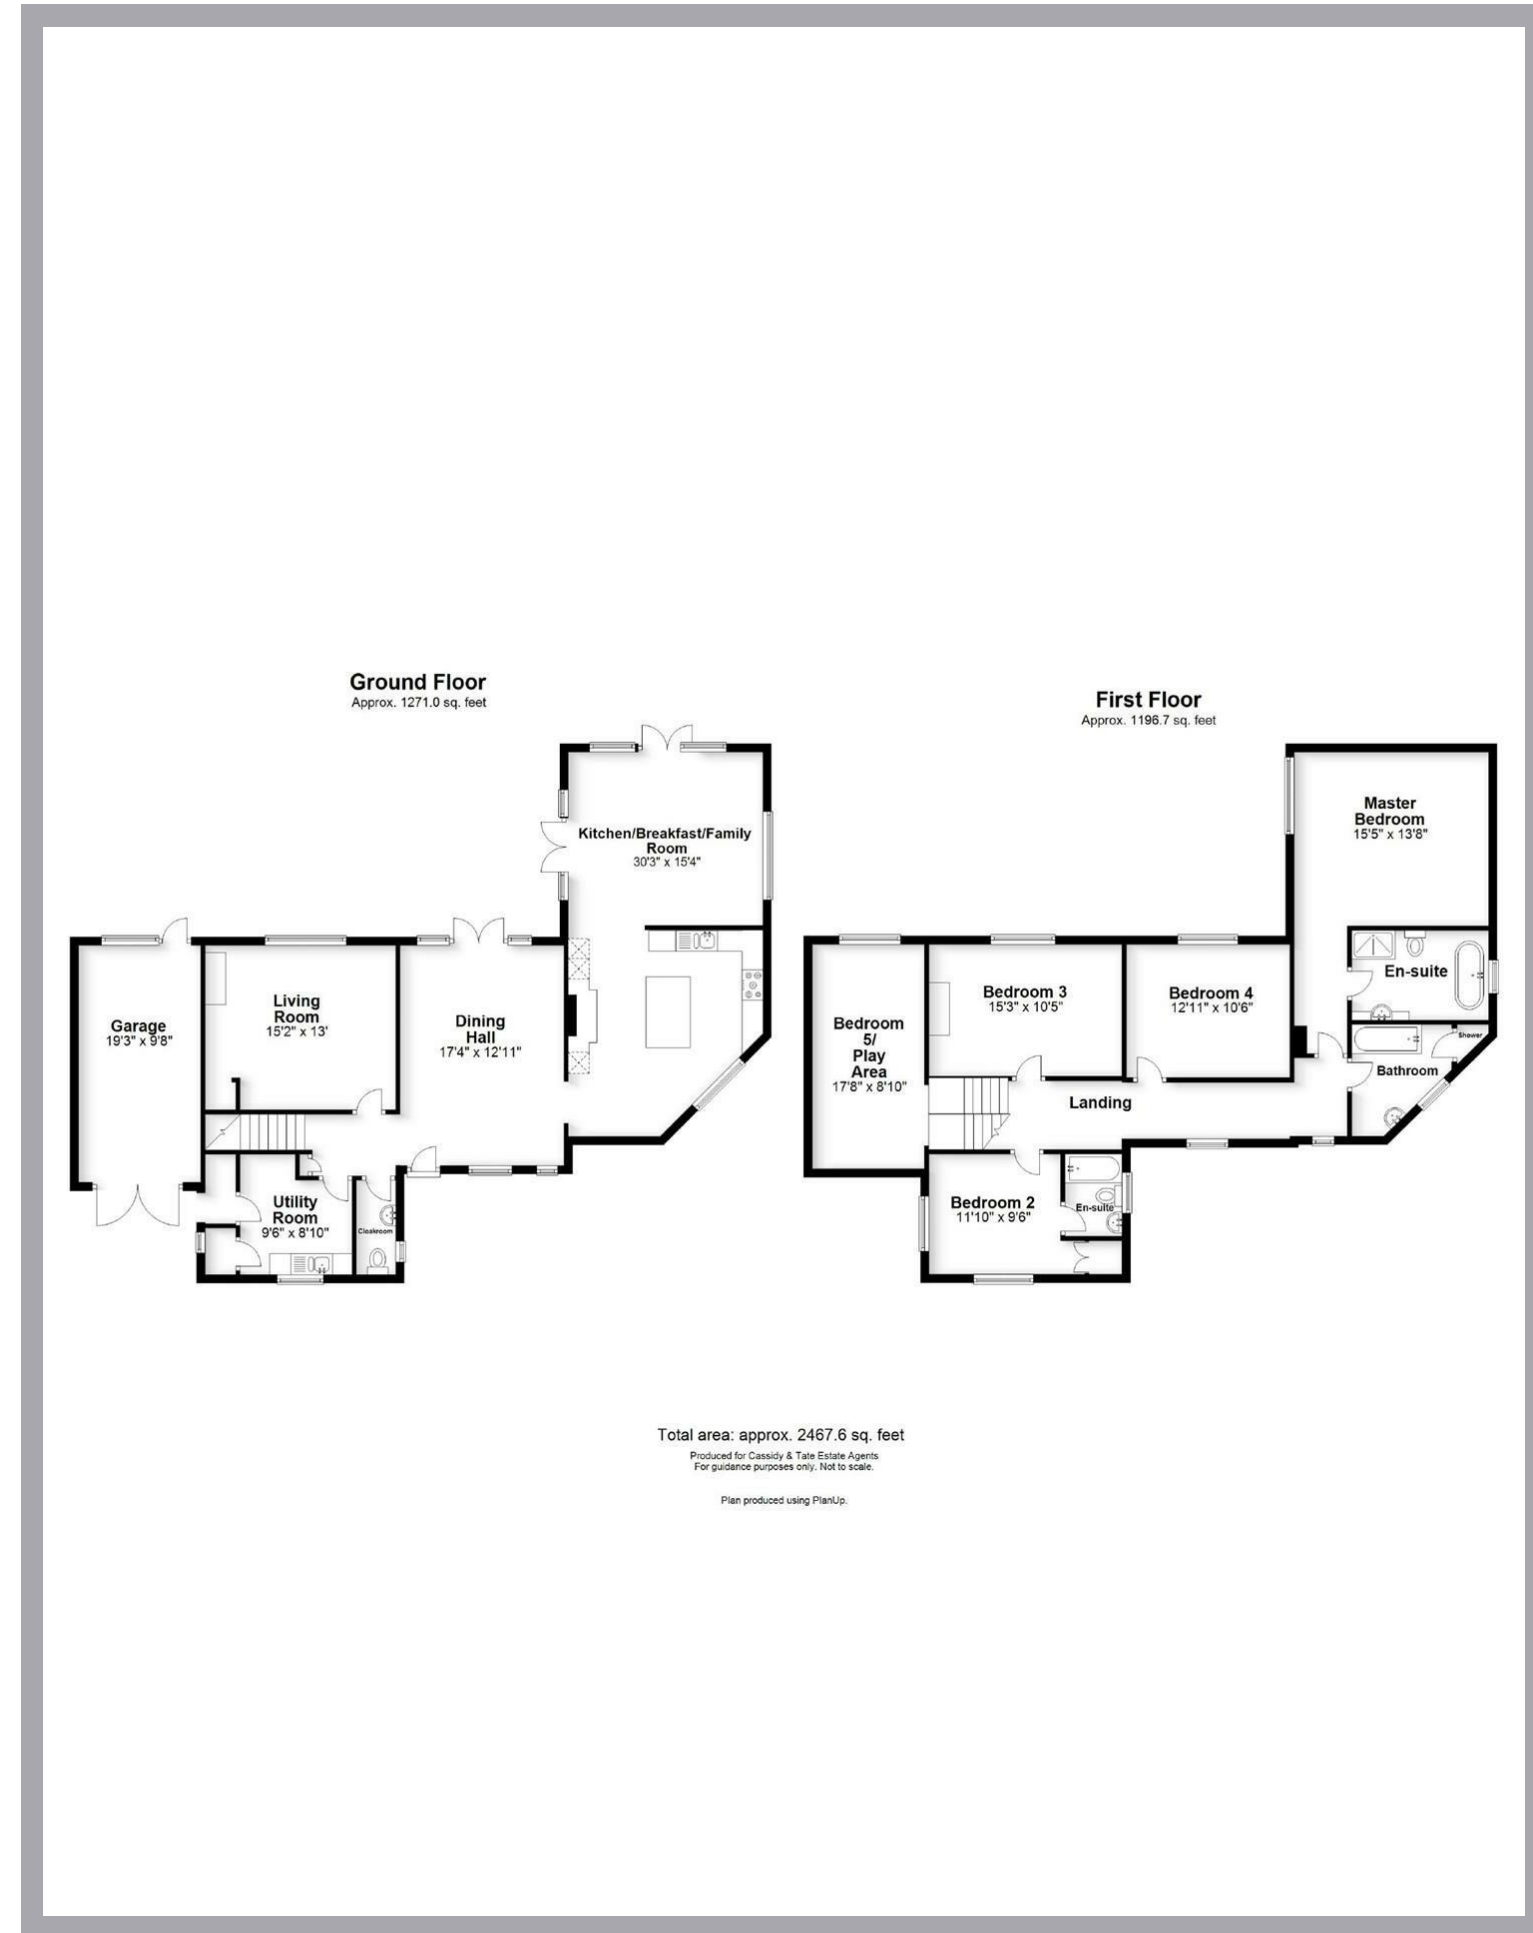 Ground Floor
Approx. 1271.0 sq. feet
Kitchen/Breakfast/Family
Room
30'3" x 15'4"
Garage
19'3" x 9'8"
Living
Room
15'2" x 13'
Dining
Hall
17'4" x 12'11"
Utility
Room
9'6" x 8'10"
Cloakroom
First Floor
Approx. 1196.7 sq. feet
Master
Bedroom
15'5" x 13'8"
En-suite
Bedroom 3
15'3" x 10'5"
Bedroom 4
12'11" x 10'6"
Bedroom
5/
Play
Area
17'8" x 8'10"
Shower
Bathroom
Landing
Bedroom 2
11'10" x 9'6"
En-suite
Total area: approx. 2467.6 sq. feet
Produced for Cassidy & Tate Estate Agents
For guidance purposes only. Not to scale.
Plan produced using PlanUp.